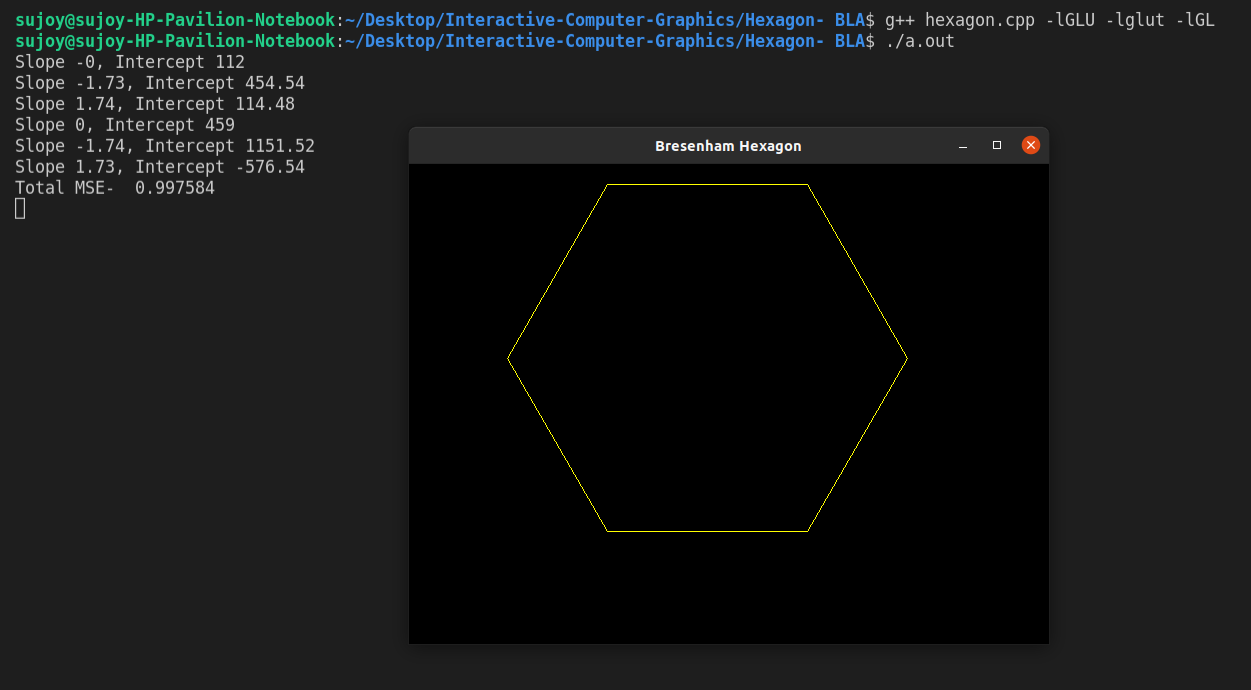 sujoy@sujoy-HP-Pavilion-Notebook:~/Desktop/Interactive-Computer-Graphics/Hexagon- BLA$ g++ hexagon.cpp -lGLU -lglut -lGL
sujoy@sujoy-HP-Pavilion-Notebook:~/Desktop/Interactive-Computer-Graphics/Hexagon- BLA$ ./a.out
Slope -0, Intercept 112
Slope -1.73, Intercept 454.54
Slope 1.74, Intercept 114.48
Slope 0, Intercept 459
Slope -1.74, Intercept 1151.52
Slope 1.73, Intercept -576.54
Total MSE-  0.997584
Bresenham Hexagon